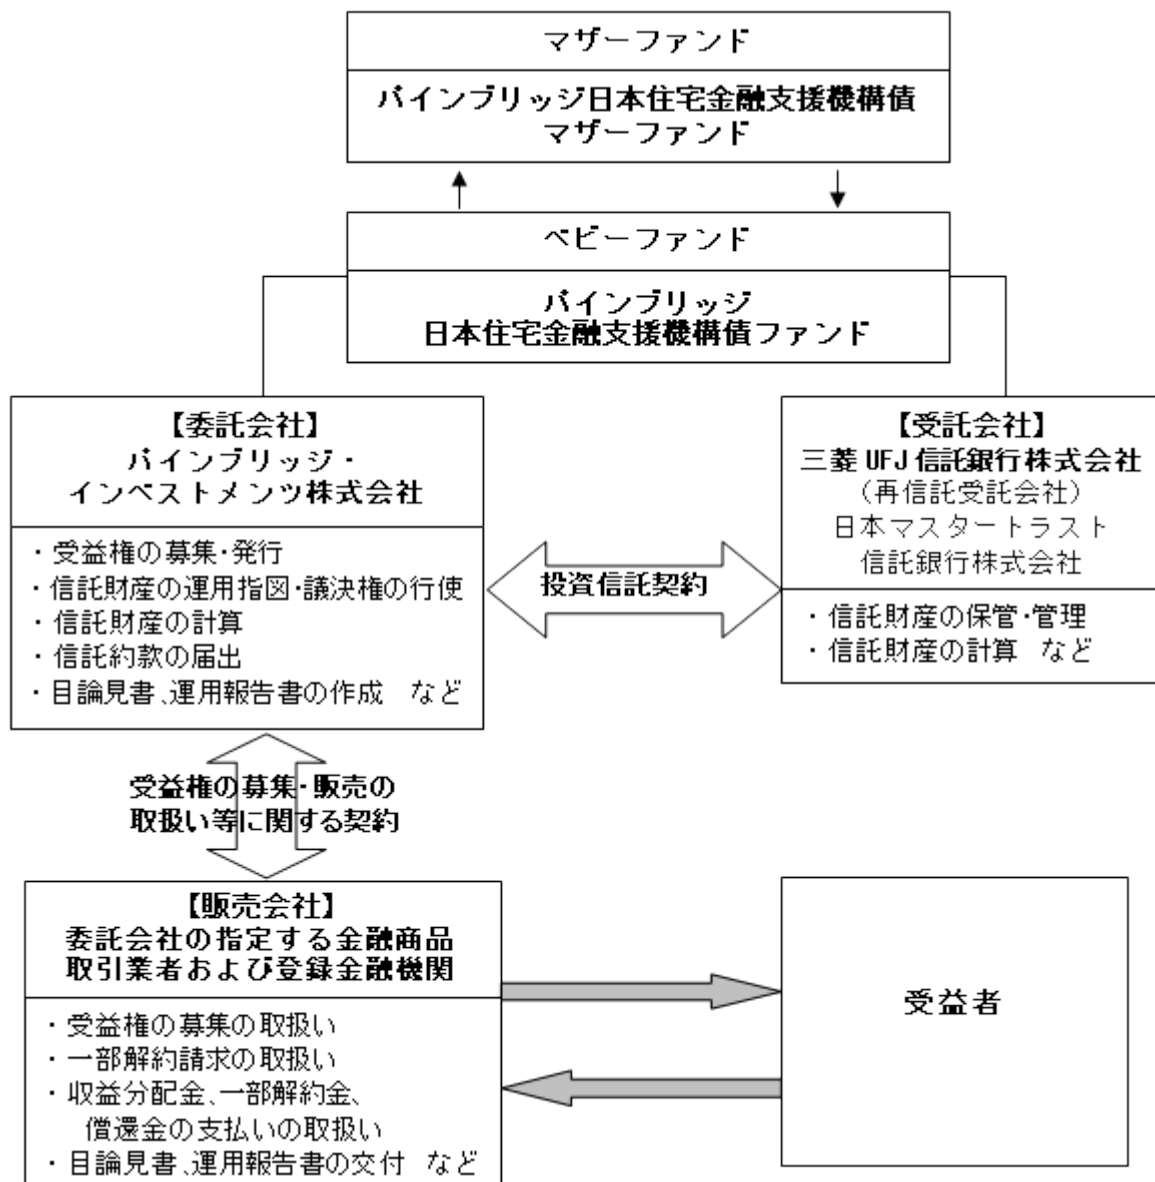 マザーファンド
パインブリッジ日本住宅金融支援機構債
マザーファンド
ベビーファンド
パインブリッジ
日本住宅金融支援機構債ファンド
【委託会社】
パインブリッジ・
インベストメンツ株式会社
・受益権の募集・発行
・信託財産の運用指図・議決権の行使
・信託財産の計算
・信託約款の届出
・目論見書、運用報告書の作成　など
投資信託契約
【受託会社】
三菱 UFJ 信託銀行株式会社
（再信託受託会社）
日本マスタートラスト
信託銀行株式会社
・信託財産の保管・管理
・信託財産の計算　など
受益権の募集・販売の
取扱い等に関する契約
【販売会社】
委託会社の指定する金融商品
取引業者および登録金融機関
・受益権の募集の取扱い
・一部解約請求の取扱い
・収益分配金、一部解約金、
償還金の支払いの取扱い
・目論見書、運用報告書の交付　など
受益者